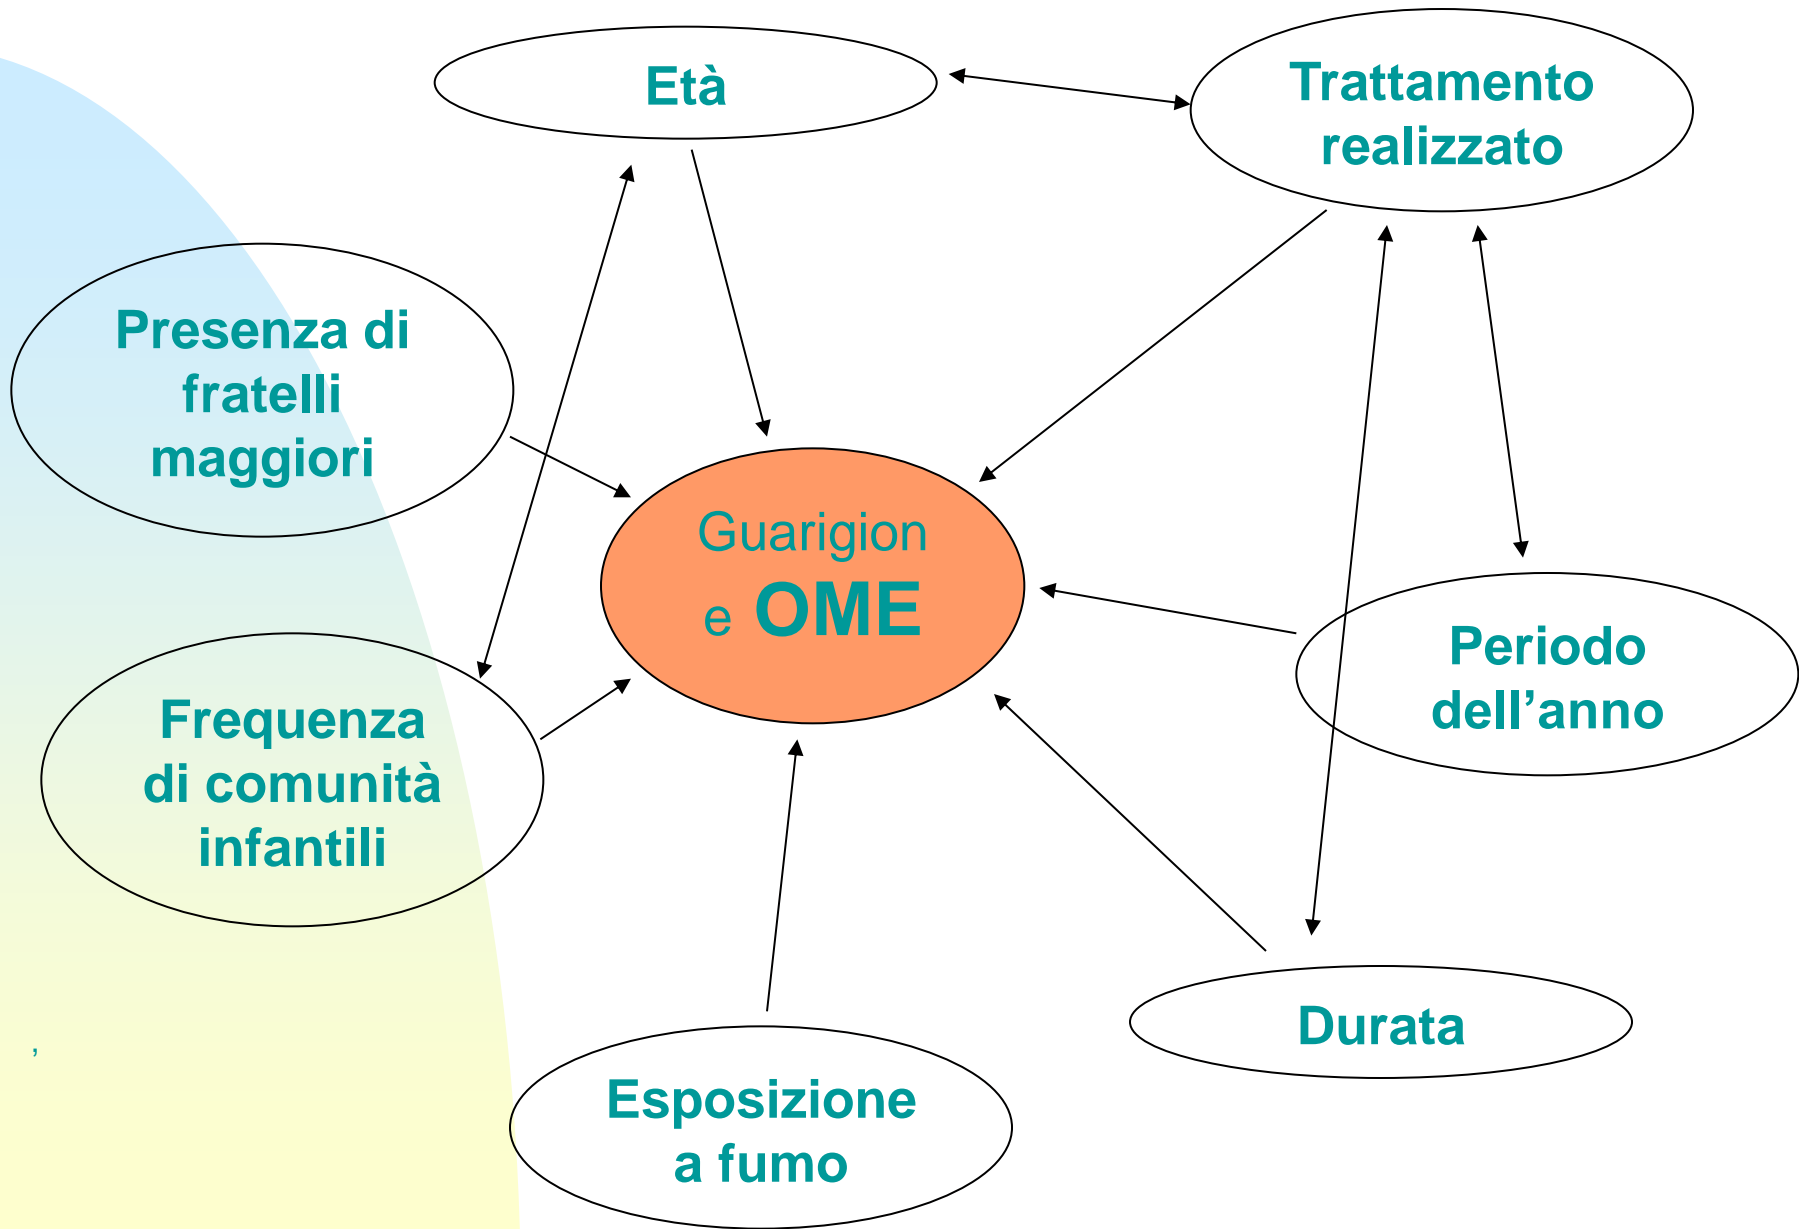 Età
Trattamento
realizzato
Presenza di
fratelli
maggiori
Guarigion
e OME
Periodo
dell’anno
Frequenza
di comunità
infantili
Durata
Esposizione
a fumo
,